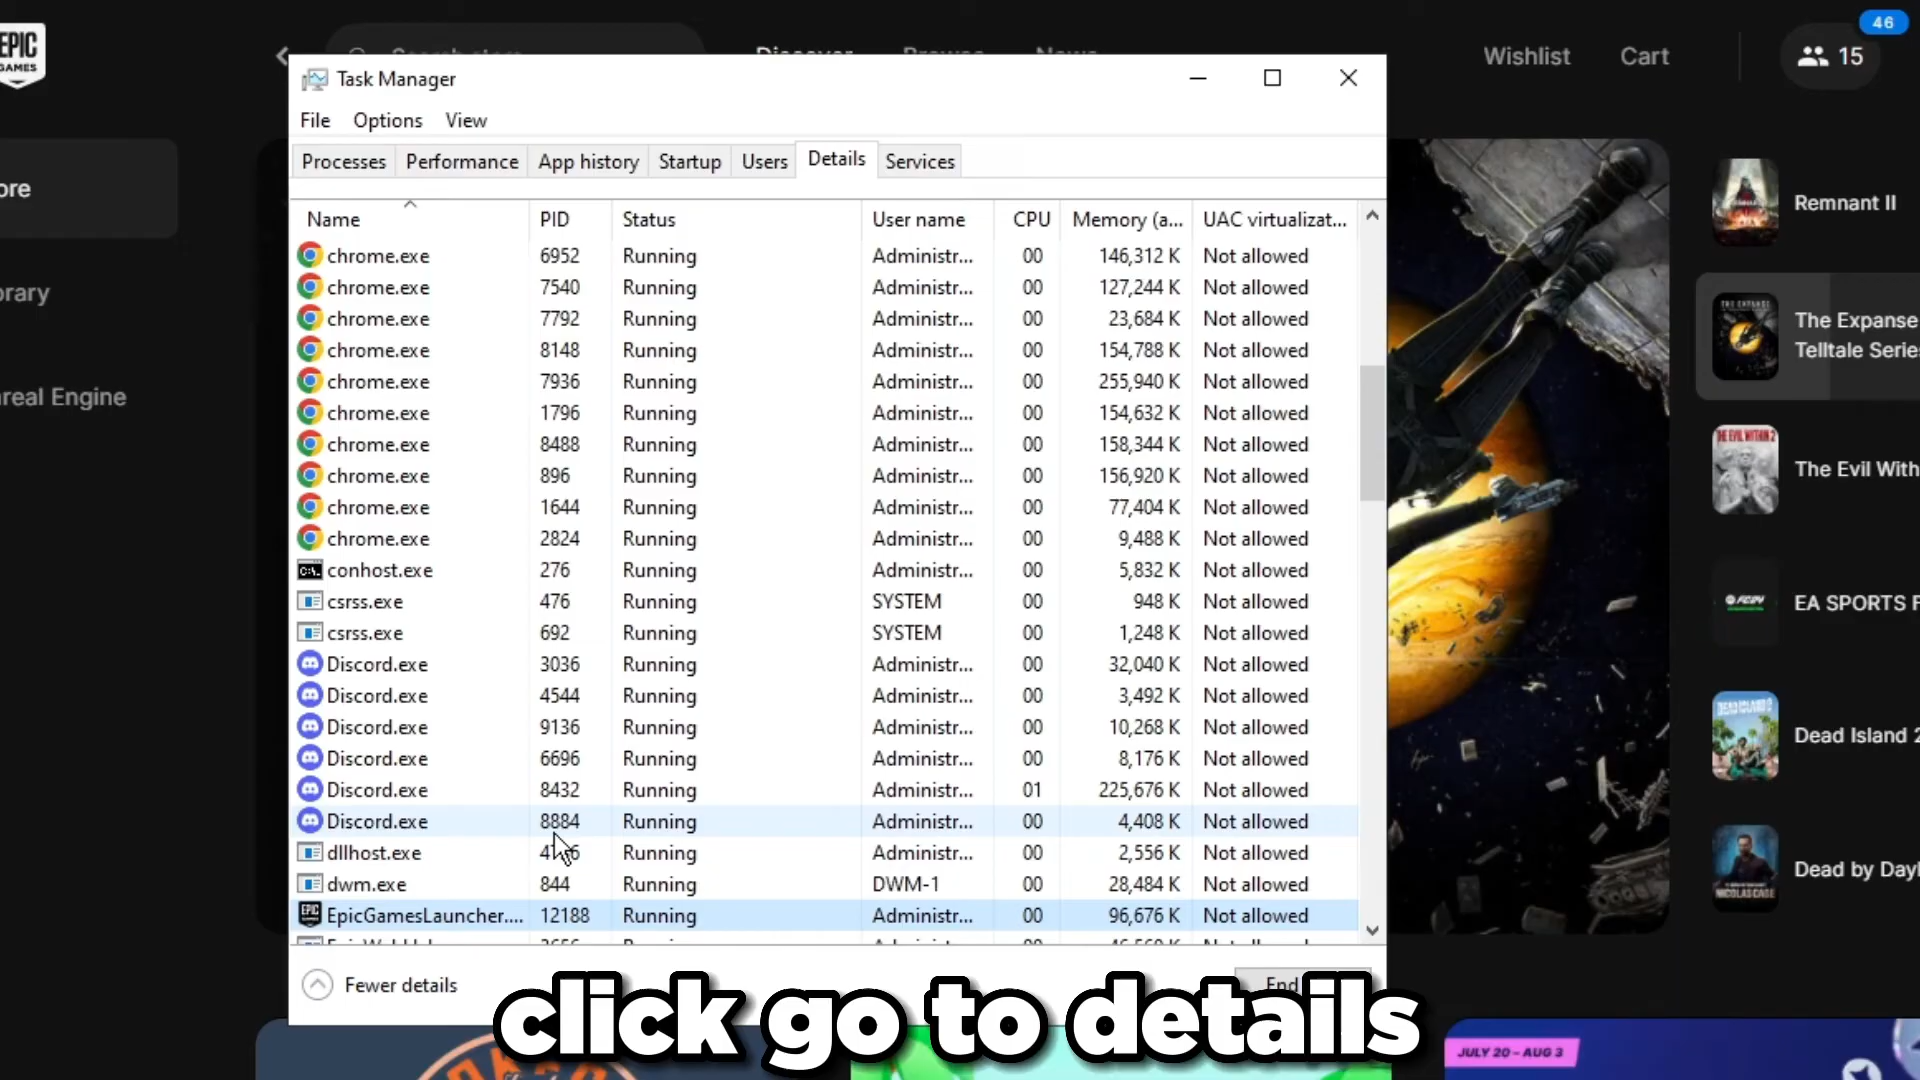 EPIC
GAMES
Discover
Wishlist
Cart
46
15
Task Manager
File Options View
Processes Performance App history Startup Users Details Services
Name PID Status User name CPU Memory (a... UAC virtualizat...
chrome.exe 6952 Running Administr... 00 146,312 K Not allowed
chrome.exe 7540 Running Administr... 00 127,244 K Not allowed
chrome.exe 7792 Running Administr... 00 23,684 K Not allowed
chrome.exe 8148 Running Administr... 00 154,788 K Not allowed
chrome.exe 7936 Running Administr... 00 255,940 K Not allowed
chrome.exe 1796 Running Administr... 00 154,632 K Not allowed
chrome.exe 8488 Running Administr... 00 158,344 K Not allowed
chrome.exe 896 Running Administr... 00 156,920 K Not allowed
chrome.exe 1644 Running Administr... 00 77,404 K Not allowed
chrome.exe 2824 Running Administr... 00 9,488 K Not allowed
conhost.exe 276 Running Administr... 00 5,832 K Not allowed
csrss.exe 476 Running SYSTEM 00 948 K Not allowed
csrss.exe 692 Running SYSTEM 00 1,248 K Not allowed
Discord.exe 3036 Running Administr... 00 32,040 K Not allowed
Discord.exe 4544 Running Administr... 00 3,492 K Not allowed
Discord.exe 9136 Running Administr... 00 10,268 K Not allowed
Discord.exe 6696 Running Administr... 00 8,176 K Not allowed
Discord.exe 8432 Running Administr... 01 225,676 K Not allowed
Discord.exe 8884 Running Administr... 00 4,408 K Not allowed
dllhost.exe Running Administr... 00 2,556 K Not allowed
dwm.exe 844 Running DWM-1 00 28,484 K Not allowed
EpicGamesLauncher.... 12188 Running Administr... 00 96,676 K Not allowed
Fewer details
End
click go to details
ore
rary
real Engine
Remnant II
The Expanse
Telltale Serie
The Evil With
EA SPORTS F
Dead Island 2
Dead by Dayl
THE EVIL WITHIN 2
NICOLAS CAGE
JULY 20 – AUG 3